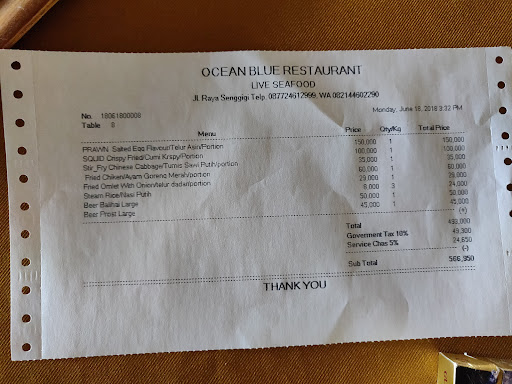 OCEAN BLUE RESTAURANT
LIVE SEAFOOD
Jl. Raya Senggigi Telp. 087724612999, WA 082144602290
No. 18061800008 Monday, June 18, 2018 3:32 PM
Table 8
Menu Price Qty/Kg Total Price
PRAWN Salted Egg Flavour/Telur Asin/Portion 150,000 1 150,000
SQUID Crispy Fried/Cumi Krispy/Portion 100,000 1 100,000
Stir_Fry Chinese Cabbage/Tumis Sawi Putih/portion 35,000 1 35,000
Fried Chiken/Ayam Goreng Merah/portion 60,000 1 60,000
Fried Omlet With Onion/telur dadar/portion 29,000 1 29,000
Steam Rice/Nasi Putih 8,000 3 24,000
Beer Balihai Large 50,000 1 50,000
Beer Prost Large 45,000 1 45,000
(+)
Total 493,000
Goverment Tax 10% 49,300
Service Chas 5% 24,650
(-)
Sub Total 566,950
THANK YOU